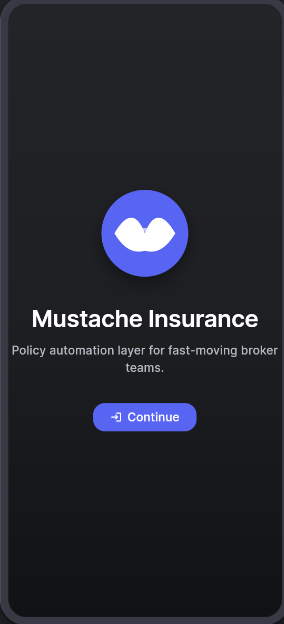 Mustache Insurance
Policy automation layer for fast-moving broker
teams.
Continue